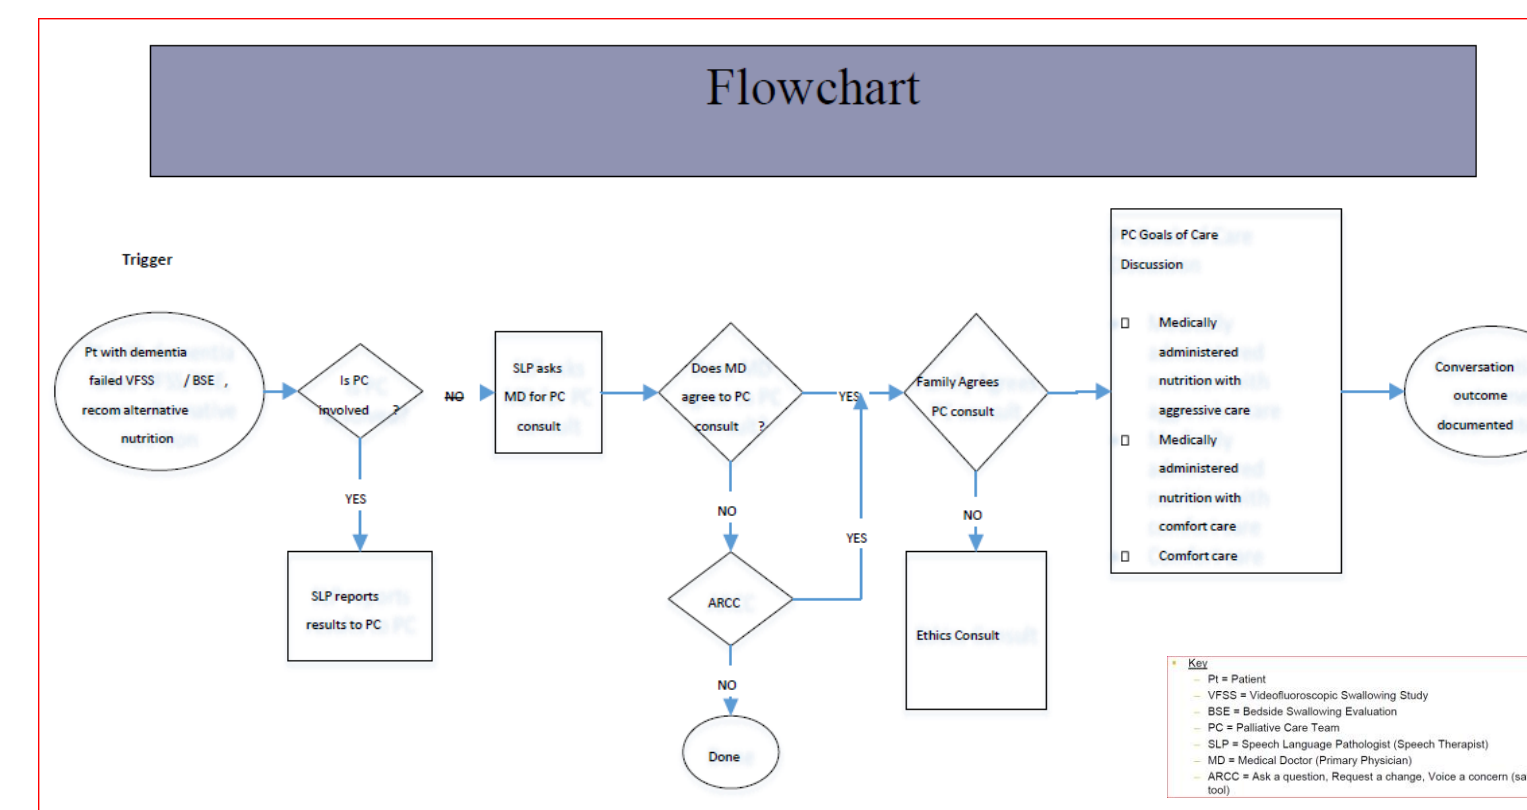 Flowchart
Trigger
Pt with dementia
failed VFSS / BSE ,
recom alternative
nutrition
Is PC
involved ?
NO
YES
SLP reports
results to PC
SLP asks
MD for PC
consult
Does MD
agree to PC
consult ?
YES
NO
ARCC
YES
NO
Done
Family Agrees
PC consult
NO
Ethics Consult
PC Goals of Care
Discussion
Medically
administered
nutrition with
aggressive care
Medically
administered
nutrition with
comfort care
Comfort care
Conversation
outcome
documented
Key
– Pt = Patient
– VFSS = Videofluoroscopic Swallowing Study
– BSE = Bedside Swallowing Evaluation
– PC = Palliative Care Team
– SLP = Speech Language Pathologist (Speech Therapist)
– MD = Medical Doctor (Primary Physician)
– ARCC = Ask a question, Request a change, Voice a concern (sa
tool)